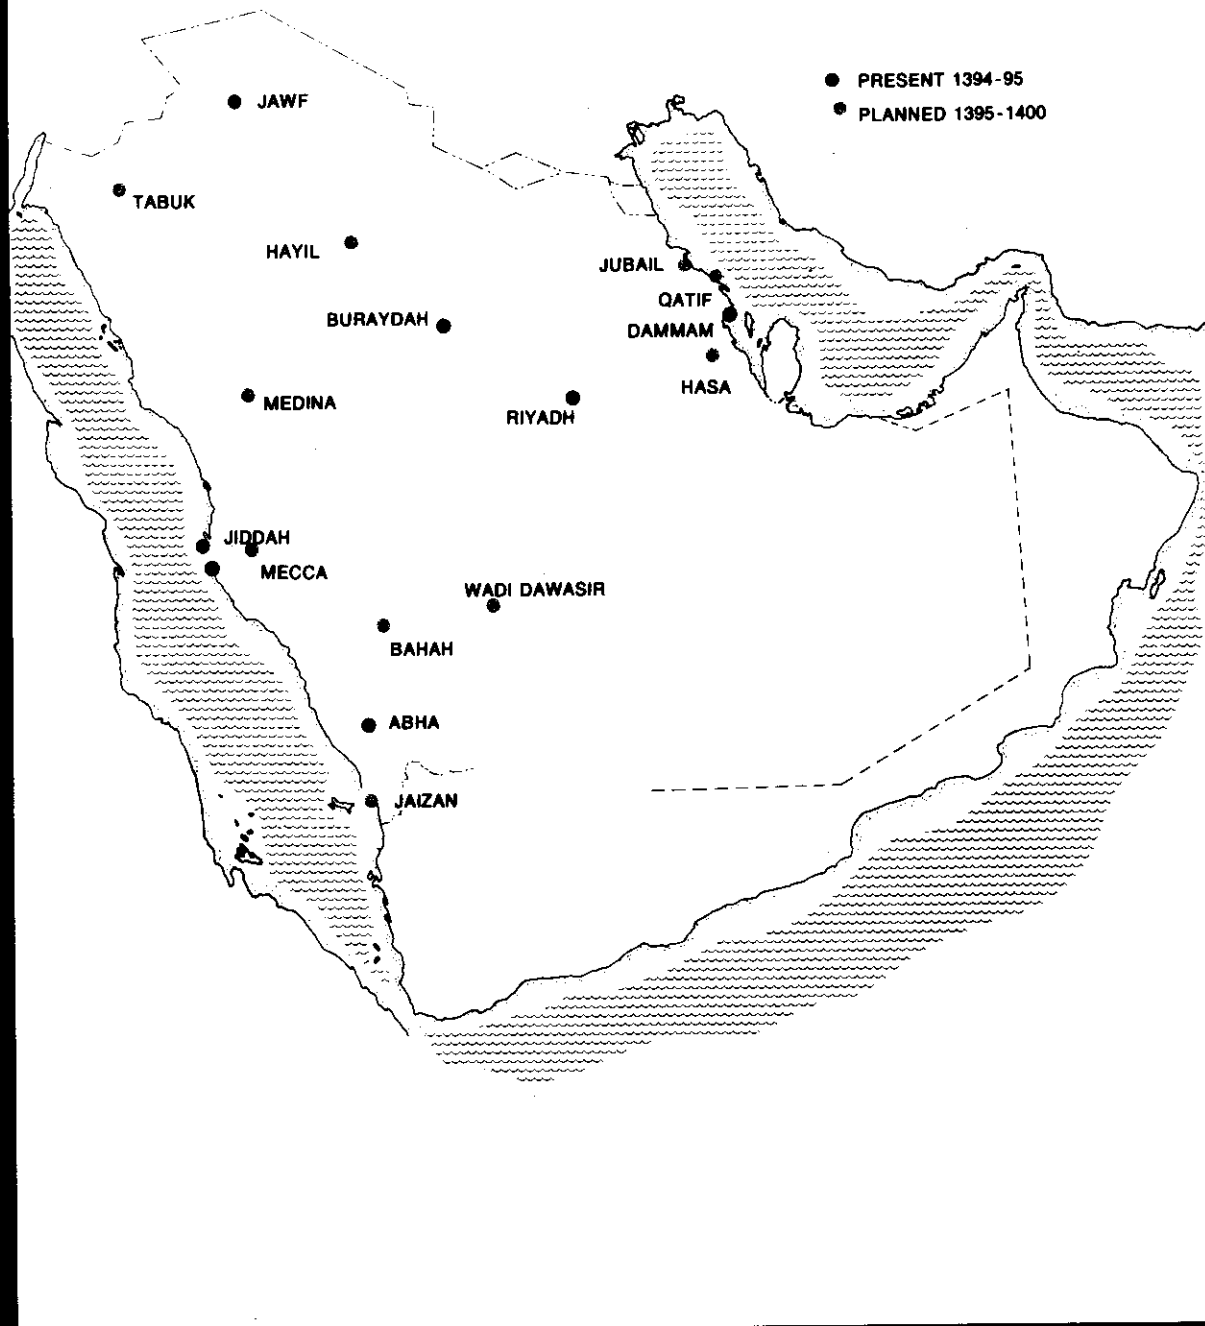 PRESENT 1394-95
PLANNED 1395-1400
JAWF
TABUK
HAYIL
JUBAIL
QATIF
BURAYDAH
DAMMAM
HASA
MEDINA
RIYADH
JIDDAH
MECCA
WADI DAWASIR
BAHAH
ABHA
JAIZAN